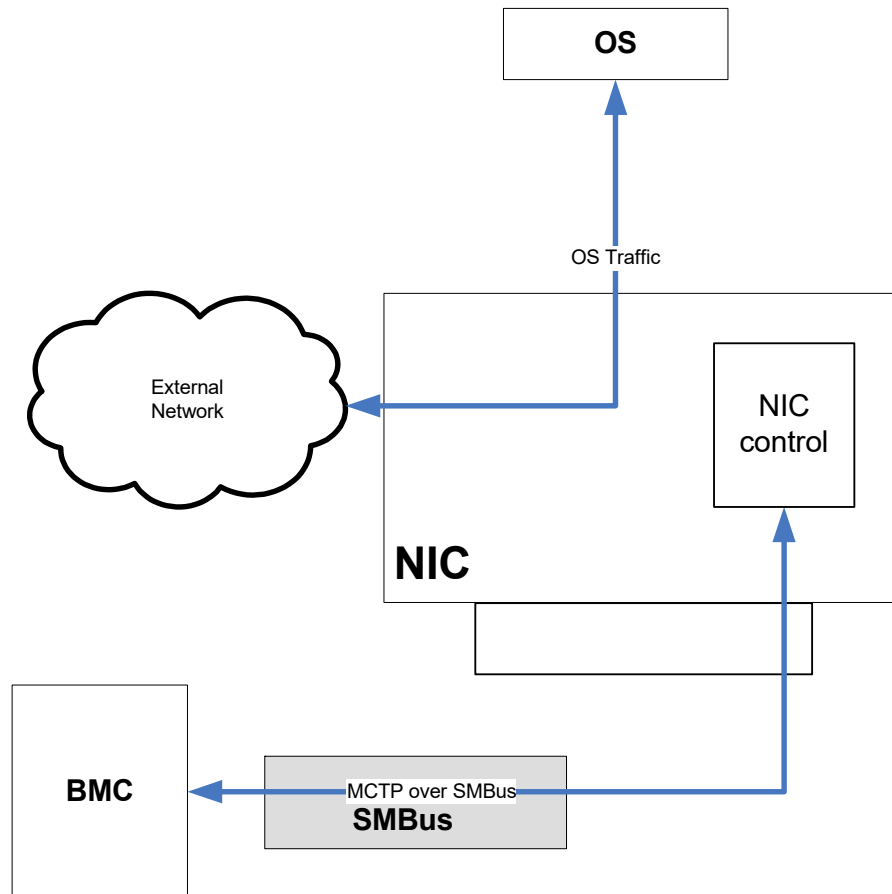 OS
OS Traffic
External
Network
NIC
control
NIC
BMC
MCTP over SMBus
SMBus